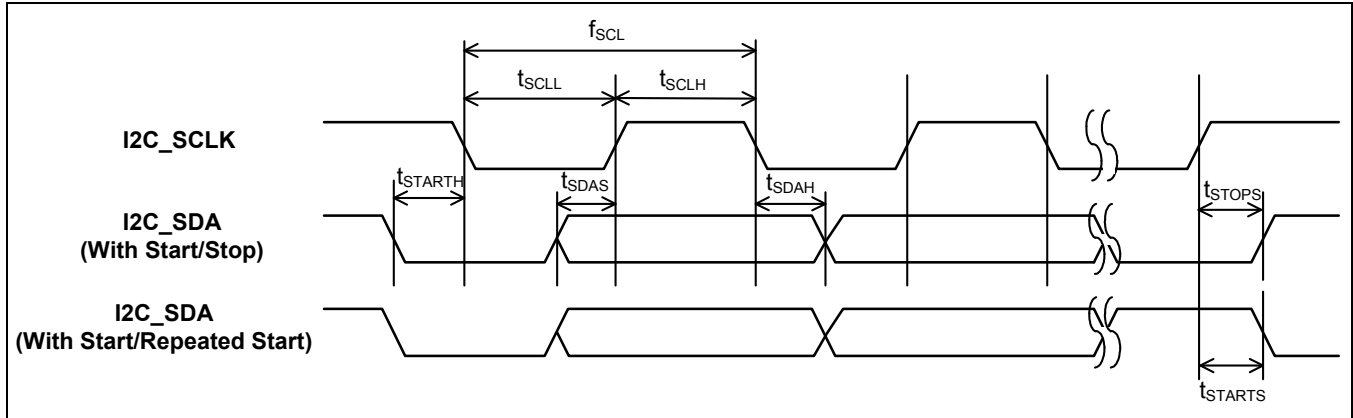 fSCL
tSCLL
tSCLH
I2C_SCLK
tSTARTH
tSDAS
tSDAH
tSTOPS
I2C_SDA
(With Start/Stop)
I2C_SDA
(With Start/Repeated Start)
tSTARTS